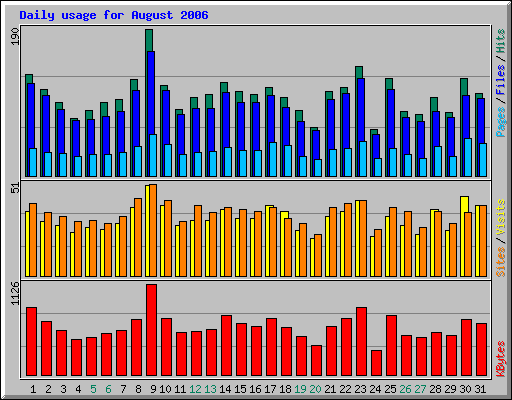 Daily usage for August 2006
190
Pages / Files / Hits
51
Sites / Visits
1126
KBytes
1 2 3 4 5 6 7 8 9 10 11 12 13 14 15 16 17 18 19 20 21 22 23 24 25 26 27 28 29 30 31